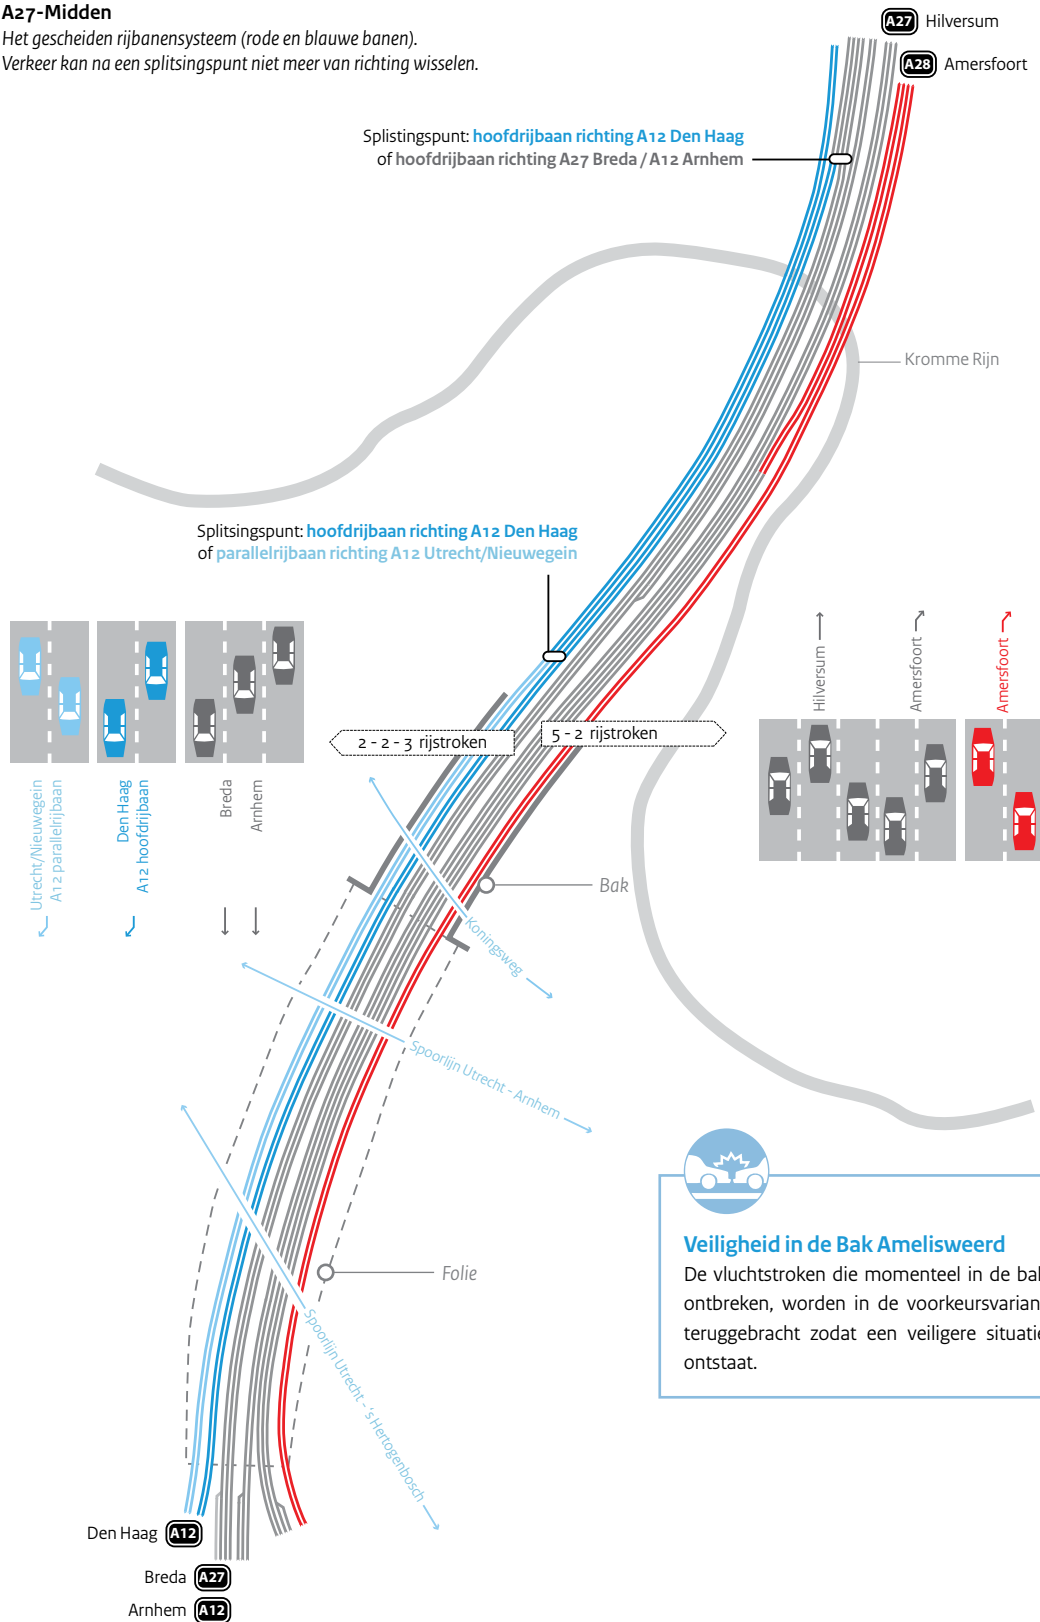 A27-Midden
Het gescheiden rijbanensysteem (rode en blauwe banen).
Verkeer kan na een splitsingspunt niet meer van richting wisselen.
A27 Hilversum
A28 Amersfoort
Splistingspunt: hoofdrijbaan richting A12 Den Haag
of hoofdrijbaan richting A27 Breda / A12 Arnhem
Kromme Rijn
Splitsingspunt: hoofdrijbaan richting A12 Den Haag
of parallelrijbaan richting A12 Utrecht/Nieuwegein
Hilversum
Amersfoort
Amersfoort
2 - 2 - 3 rijstroken
5 - 2 rijstroken
Utrecht/Nieuwegein
A12 parallelrijbaan
Den Haag
A12 hoofdrijbaan
Breda
Arnhem
Bak
Koningsweg
Spoorlijn Utrecht - Arnhem
Folie
Spoorlijn Utrecht - 's Hertogenbosch
Veiligheid in de Bak Amelisweerd
De vluchtstroken die momenteel in de bak
ontbreken, worden in de voorkeursvarian
teruggebracht zodat een veiligere situatie
ontstaat.
Den Haag A12
Breda A27
Arnhem A12